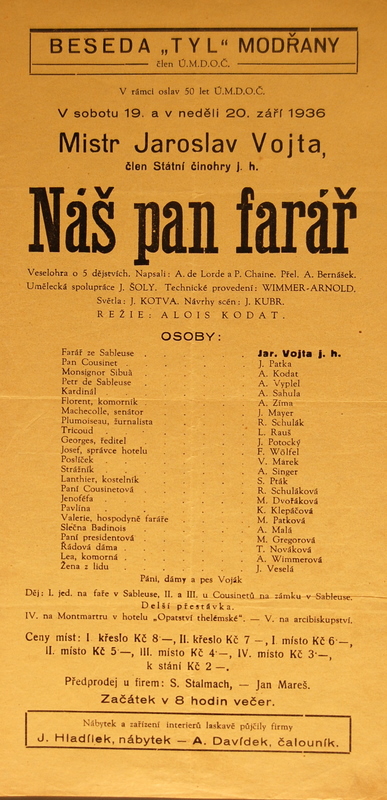 BESEDA „TYL“ MODŘANY
člen Ú.M.D.O.Č.
V rámci oslav 50 let Ú.M.D.O.Č.
V sobotu 19. a v neděli 20. září 1936
Mistr Jaroslav Vojta,
člen Státní činohry j. h.
Náš pan farář
Veselohra o 5 dějstvích. Napsali: A. de Lorde a P. Chaine. Přel. A. Bernášek.
Umělecká spolupráce J. ŠOLY. Technické provedení: WIMMER-ARNOLD.
Světla: J. KOTVA. Návrhy scén: J. KUBR.
REŽIE: ALOIS KODAT.
OSOBY:
Farář ze Sableuse . . . . Jar. Vojta j. h.
Pan Cousinet . . . . J. Patka
Monsignor Sibuá . . . . A. Kodat
Petr de Sableuse . . . . A. Vyplel
Kardinál . . . . A. Sahula
Florent, komorník . . . . A. Zíma
Machecolle, senátor . . . . J. Mayer
Plumoiseau, žurnalista . . . . R. Schulák
Tricoud . . . . L. Rauš
Georges, ředitel . . . . J. Potocký
Josef, správce hotelu . . . . F. Wölfel
Poslíček . . . . V. Marek
Strážník . . . . A. Singer
Lanthier, kostelník . . . . S. Pták
Paní Cousinetová . . . . R. Schuláková
Jenoféfa . . . . M. Dvořáková
Pavlína . . . . K. Klepáčová
Valerie, hospodyně faráře . . . . M. Patková
Slečna Badinois . . . . A. Malá
Paní presidentová . . . . M. Gregorová
Řádová dáma . . . . T. Nováková
Lea, komorná . . . . A. Wimmerová
Žena z lidu . . . . J. Veselá
Páni, dámy a pes Voják
Děj: I. jed. na faře v Sableuse, II. a III. u Cousinetů na zámku v Sableuse.
Delší přestávka.
IV. na Montmartru v hotelu „Opatství thelémské“. — V. na arcibiskupství.
Ceny míst: I křeslo Kč 8·—, II. křeslo Kč 7 —, I. místo Kč 6·—,
II. místo Kč 5·—, III. místo Kč 4·—, IV. místo Kč 3·—,
k stání Kč 2 —.
Předprodej u firem: S. Stalmach, — Jan Mareš.
Začátek v 8 hodin večer.
Nábytek a zařízení interierů laskavě půjčily firmy
J. Hladílek, nábytek — A. Davídek, čalouník.